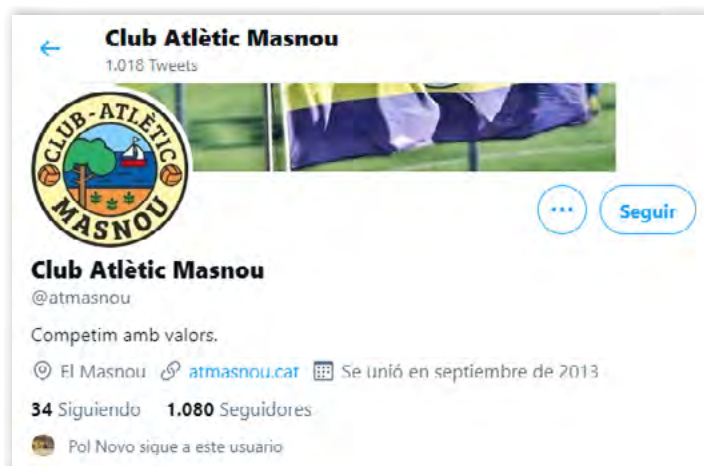 Club Atlètic Masnou
1.018 Tweets
CLUB-ATLÈTIC
MASNOU
Seguir
Club Atlètic Masnou
@atmasnou
Competim amb valors.
El Masnou atmasnou.cat Se unió en septiembre de 2013
34 Siguiendo 1.080 Seguidores
Pol Novo sigue a este usuario